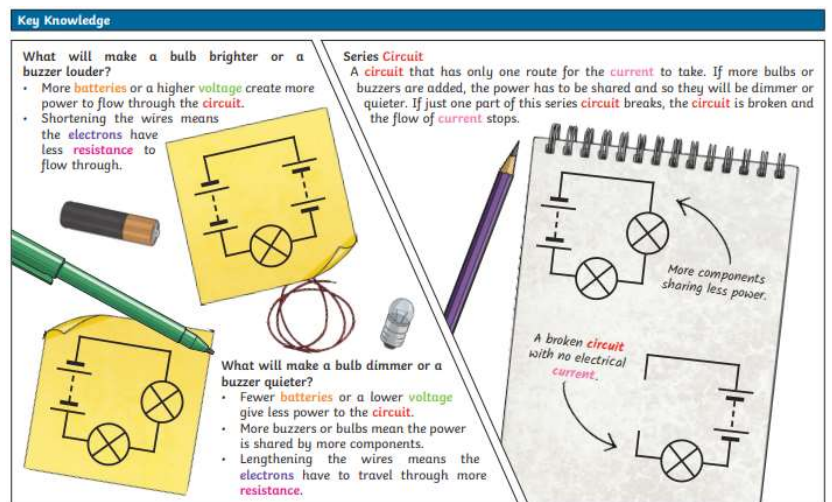 Key Knowledge
What will make a bulb brighter or a
buzzer louder?
• More batteries or a higher voltage create more
power to flow through the circuit.
• Shortening the wires means
the electrons have
less resistance to
flow through.
What will make a bulb dimmer or a
buzzer quieter?
• Fewer batteries or a lower voltage
give less power to the circuit.
• More buzzers or bulbs mean the power
is shared by more components.
• Lengthening the wires means the
electrons have to travel through more
resistance.
Series Circuit
A circuit that has only one route for the current to take. If more bulbs or
buzzers are added, the power has to be shared and so they will be dimmer or
quieter. If just one part of this series circuit breaks, the circuit is broken and
the flow of current stops.
More components
sharing less power.
A broken circuit
with no electrical
current.